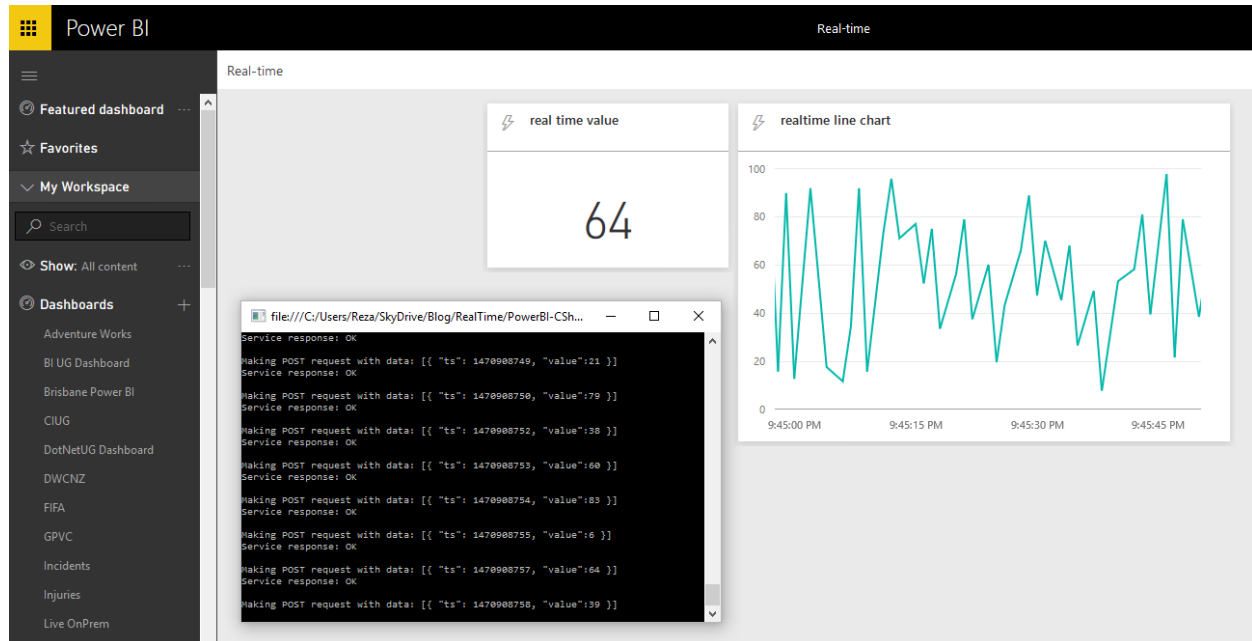 Power BI
Real-time
Real-time
Featured dashboard ...
Favorites
My Workspace
Search
Show: All content ...
Dashboards +
Adventure Works
BI UG Dashboard
Brisbane Power BI
CIUG
DotNetUG Dashboard
DWCNZ
FIFA
GPVC
Incidents
Injuries
Live OnPrem
real time value
64
realtime line chart
100
80
60
40
20
0
9:45:00 PM 9:45:15 PM 9:45:30 PM 9:45:45 PM
file:///C:/Users/Reza/SkyDrive/Blog/RealTime/PowerBI-CSh...
Service response: OK
Making POST request with data: [{ "ts": 1470908749, "value":21 }]
Service response: OK
Making POST request with data: [{ "ts": 1470908750, "value":79 }]
Service response: OK
Making POST request with data: [{ "ts": 1470908752, "value":38 }]
Service response: OK
Making POST request with data: [{ "ts": 1470908753, "value":60 }]
Service response: OK
Making POST request with data: [{ "ts": 1470908754, "value":83 }]
Service response: OK
Making POST request with data: [{ "ts": 1470908755, "value":6 }]
Service response: OK
Making POST request with data: [{ "ts": 1470908757, "value":64 }]
Service response: OK
Making POST request with data: [{ "ts": 1470908758, "value":39 }]